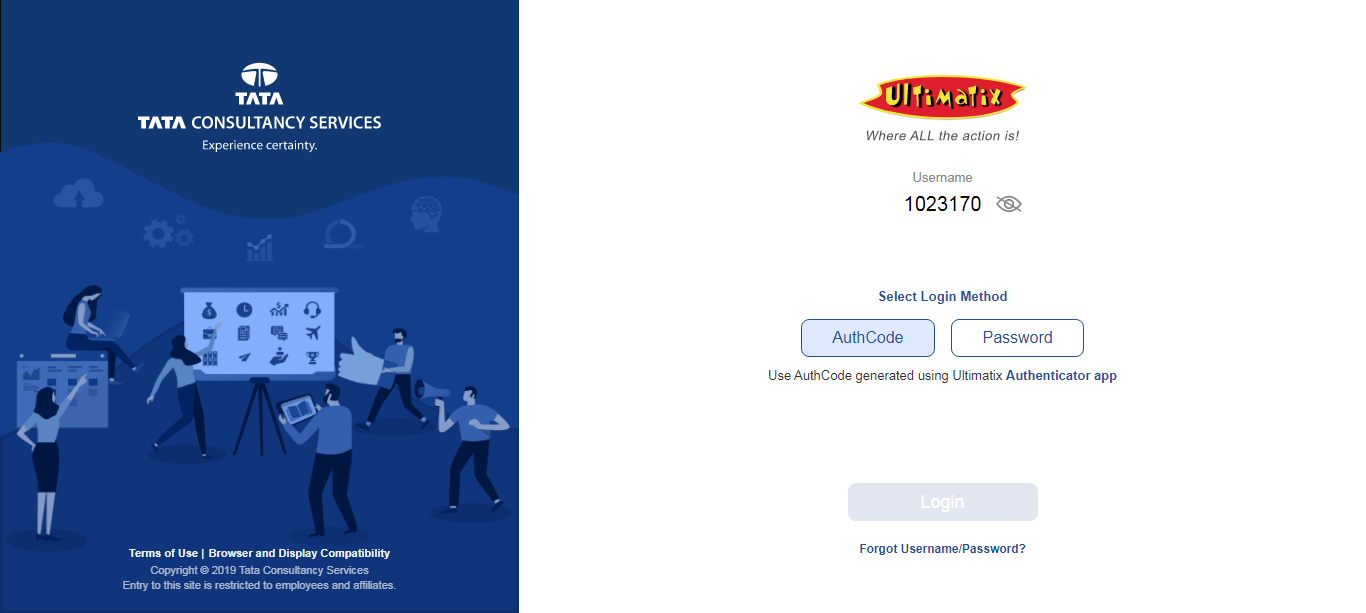 TATA
TATA CONSULTANCY SERVICES
Experience certainty.
Terms of Use | Browser and Display Compatibility
Copyright © 2019 Tata Consultancy Services
Entry to this site is restricted to employees and affiliates.
Ultimatix
Where ALL the action is!
Username
1023170
Select Login Method
AuthCode Password
Use AuthCode generated using Ultimatix Authenticator app
Login
Forgot Username/Password?